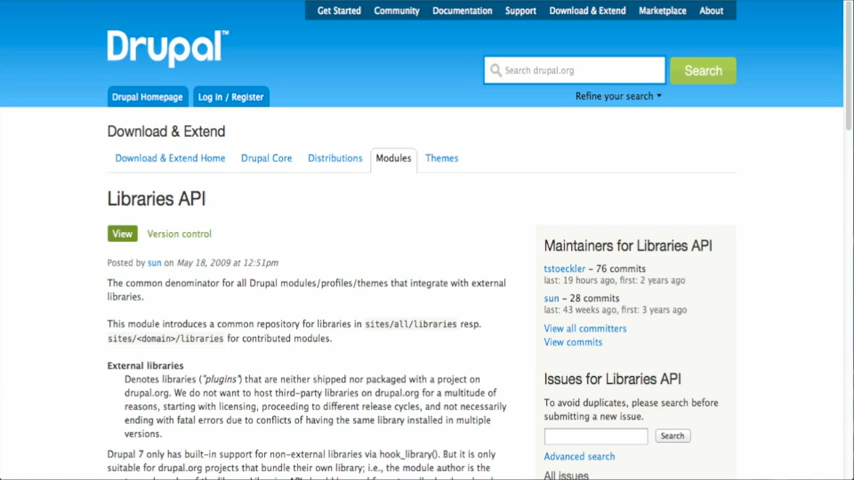 Get Started Community Documentation Support Download & Extend Marketplace About
Drupal™
Search drupal.org
Search
Refine your search
Drupal Homepage
Log in / Register
Download & Extend
Download & Extend Home Drupal Core Distributions Modules Themes
Libraries API
View Version control
Posted by sun on May 18, 2009 at 12:51pm
The common denominator for all Drupal modules/profiles/themes that integrate with external
libraries.
This module introduces a common repository for libraries in sites/all/libraries resp.
sites/<domain>/libraries for contributed modules.
External libraries
Denotes libraries ("plugins") that are neither shipped nor packaged with a project on
drupal.org. We do not want to host third-party libraries on drupal.org for a multitude of
reasons, starting with licensing, proceeding to different release cycles, and not necessarily
ending with fatal errors due to conflicts of having the same library installed in multiple
versions.
Drupal 7 only has built-in support for non-external libraries via hook_library(). But it is only
suitable for drupal.org projects that bundle their own library; i.e., the module author is the
Maintainers for Libraries API
tstoeckler – 76 commits
last: 19 hours ago, first: 2 years ago
sun – 28 commits
last: 43 weeks ago, first: 3 years ago
View all committers
View commits
Issues for Libraries API
To avoid duplicates, please search before
submitting a new issue.
Search
Advanced search
All issues